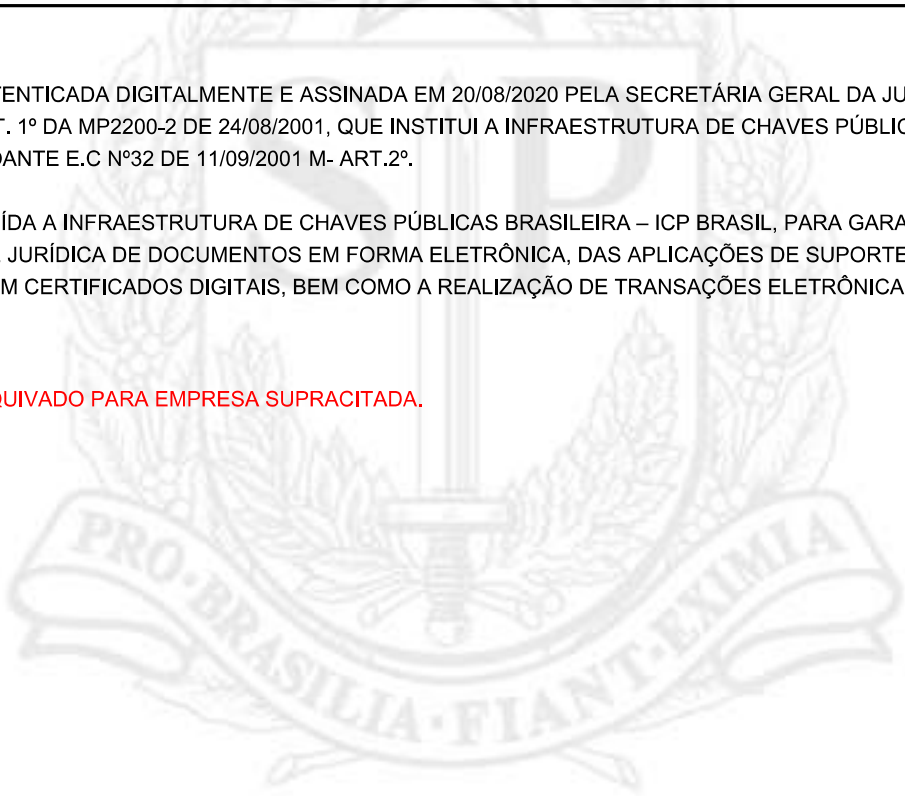 TENTICADA DIGITALMENTE E ASSINADA EM 20/08/2020 PELA SECRETÁRIA GERAL DA JU
T. 1º DA MP2200-2 DE 24/08/2001, QUE INSTITUI A INFRAESTRUTURA DE CHAVES PÚBLIC
DANTE E.C Nº32 DE 11/09/2001 M- ART.2º.
ÍDA A INFRAESTRUTURA DE CHAVES PÚBLICAS BRASILEIRA – ICP BRASIL, PARA GARA
JURÍDICA DE DOCUMENTOS EM FORMA ELETRÔNICA, DAS APLICAÇÕES DE SUPORTE
M CERTIFICADOS DIGITAIS, BEM COMO A REALIZAÇÃO DE TRANSAÇÕES ELETRÔNICA
QUIVADO PARA EMPRESA SUPRACITADA.
SP
PRO·BRASILIA·FIANT·EXIMIA